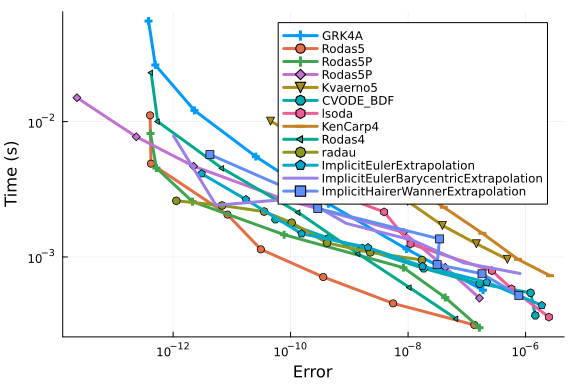 Time (s)
10⁻²
10⁻³
GRK4A
Rodas5
Rodas5P
Rodas5P
Kvaerno5
CVODE_BDF
lsoda
KenCarp4
Rodas4
radau
ImplicitEulerExtrapolation
ImplicitEulerBarycentricExtrapolation
ImplicitHairerWannerExtrapolation
10⁻¹² 10⁻¹⁰ 10⁻⁸ 10⁻⁶
Error